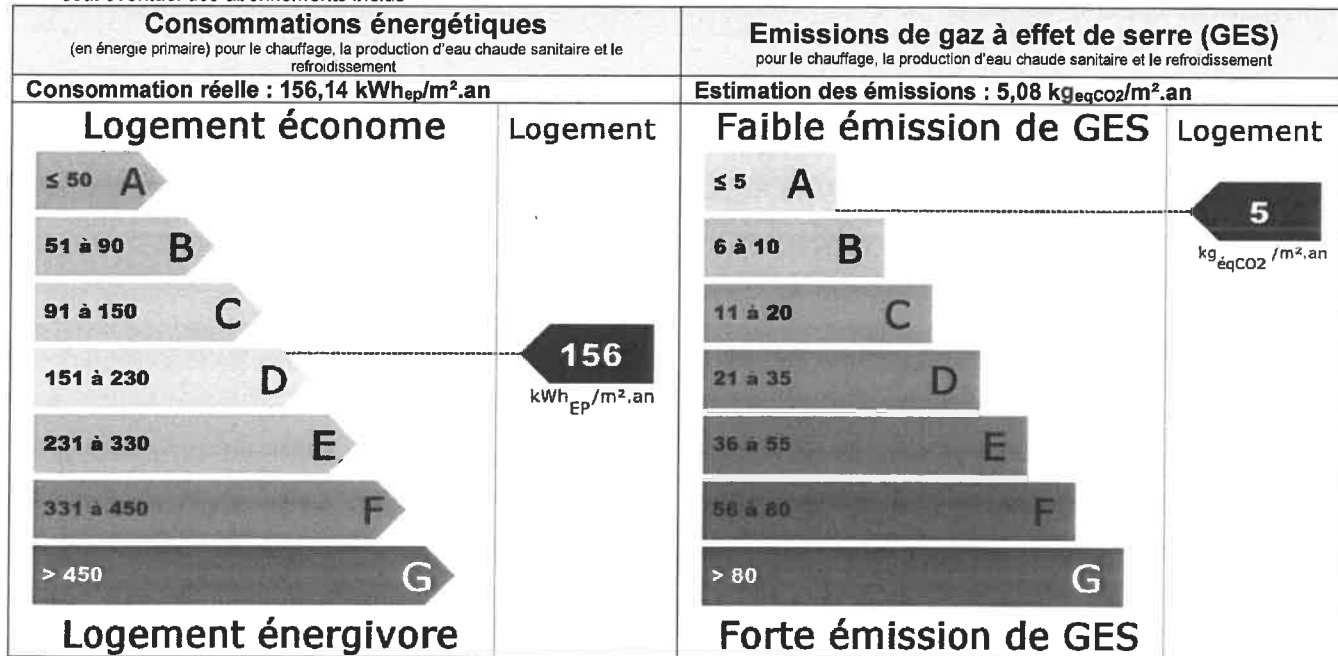 Consommations énergétiques
(en énergie primaire) pour le chauffage, la production d'eau chaude sanitaire et le
refroidissement
Consommation réelle : 156,14 kWhep/m².an
Logement économe
Logement
≤ 50 A
51 à 90 B
91 à 150 C
151 à 230 D
231 à 330 E
331 à 450 F
> 450 G
156
kWhEP/m².an
Logement énergivore
Emissions de gaz à effet de serre (GES)
pour le chauffage, la production d'eau chaude sanitaire et le refroidissement
Estimation des émissions : 5,08 kgeqCO2/m².an
Faible émission de GES
Logement
≤ 5 A
6 à 10 B
11 à 20 C
21 à 35 D
36 à 55 E
56 à 80 F
> 80 G
5
kgéqCO2/m².an
Forte émission de GES